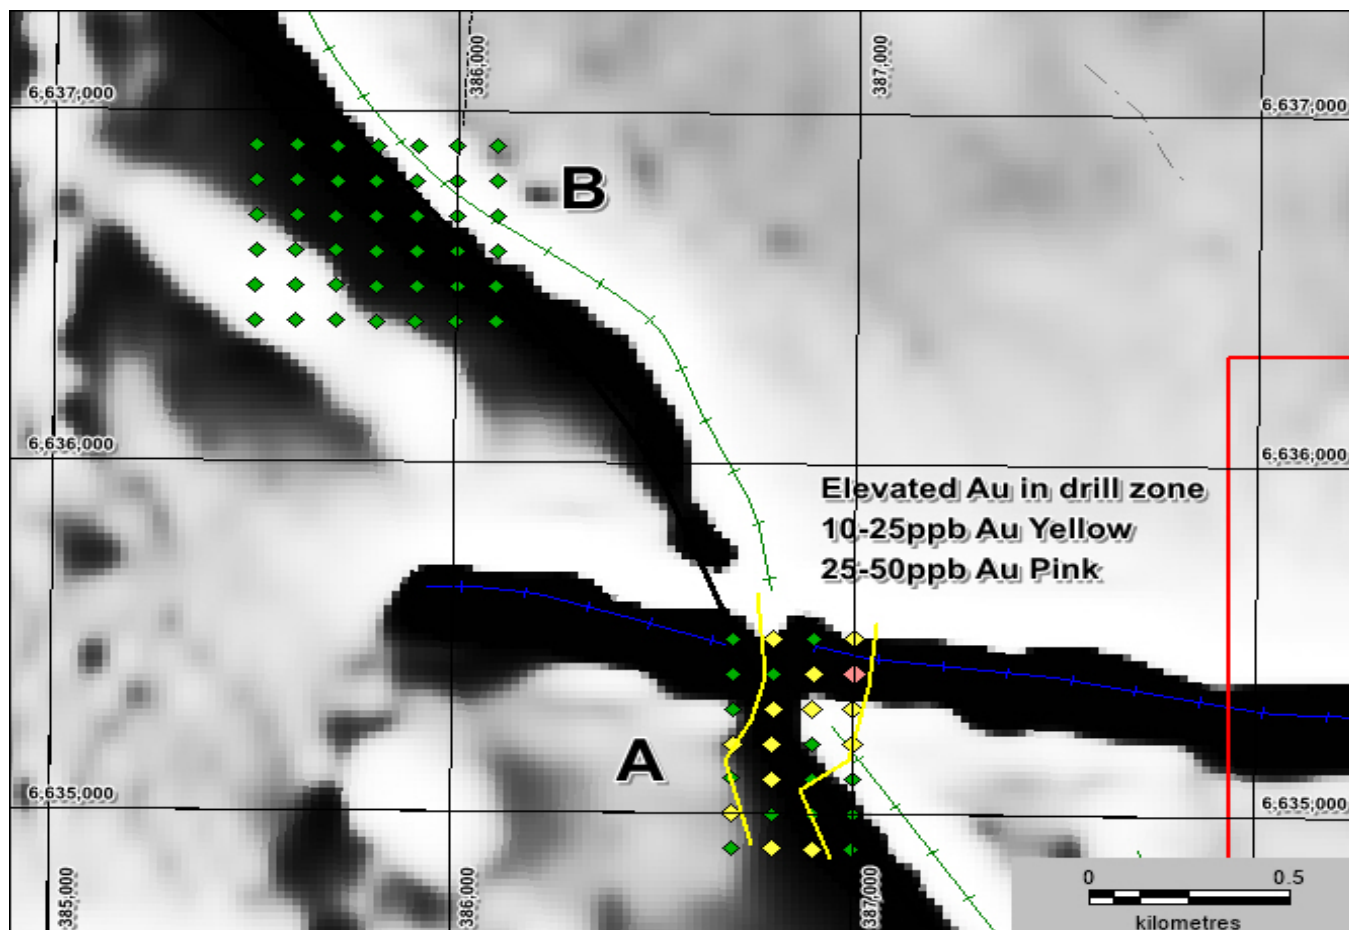 386,000
387,000
6,637,000
6,637,000
B
6,636,000
6,636,000
Elevated Au in drill zone
10-25ppb Au Yellow
25-50ppb Au Pink
A
6,635,000
6,635,000
385,000
386,000
387,000
0 0.5
kilometres